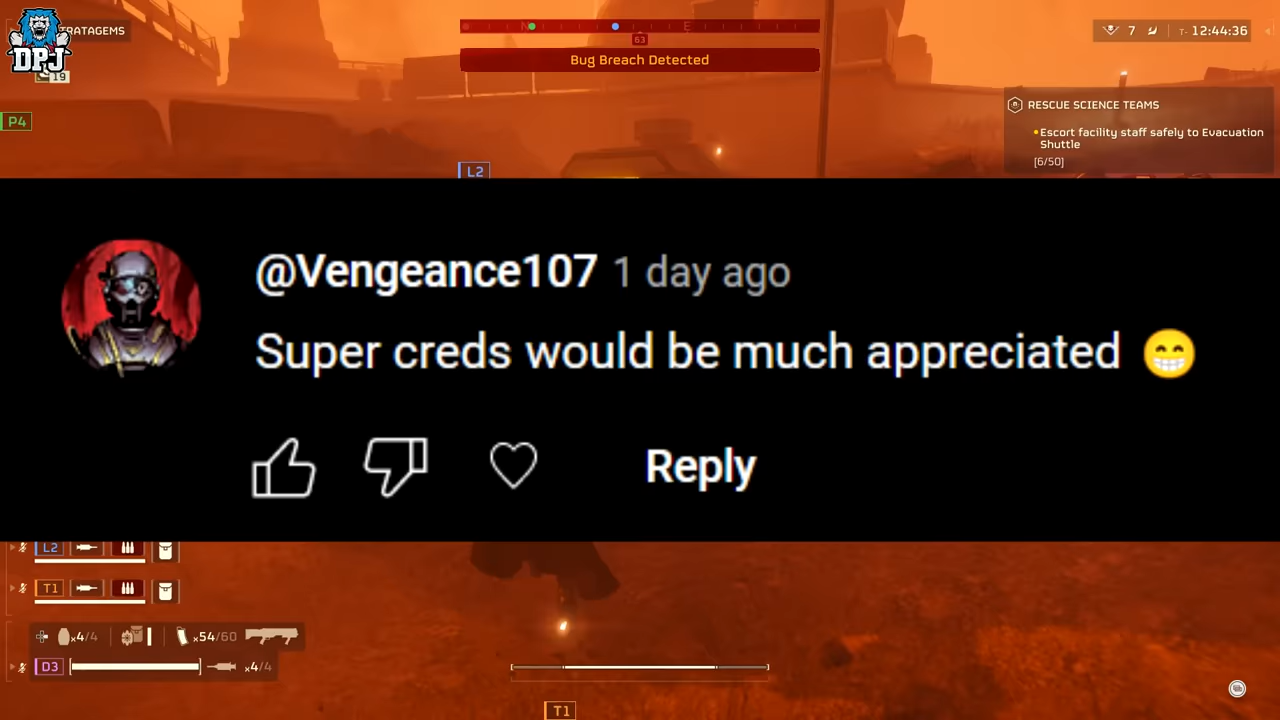 TRATAGEMS
DPJ
19
N
E
63
Bug Breach Detected
7
T- 12:44:36
RESCUE SCIENCE TEAMS
Escort facility staff safely to Evacuation
Shuttle
[6/50]
P4
L2
@Vengeance107 1 day ago
Super creds would be much appreciated 😁
Reply
L2
T1
x4/4
x54/60
D3
x4/4
T1